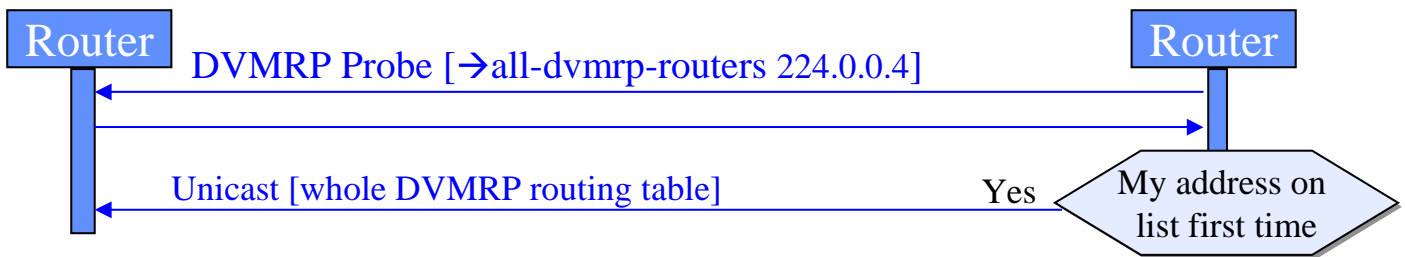 Router
Router
DVMRP Probe [→all-dvmrp-routers 224.0.0.4]
Unicast [whole DVMRP routing table]
Yes
My address on
list first time